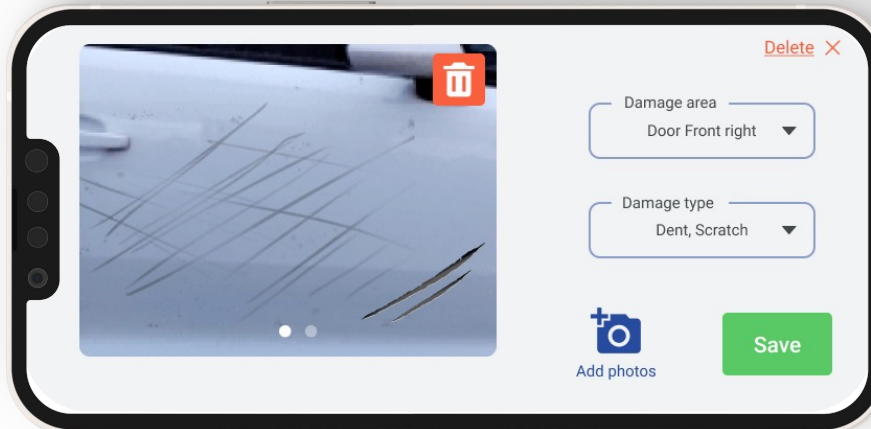 Delete
Damage area
Door Front right
Damage type
Dent, Scratch
Add photos
Save